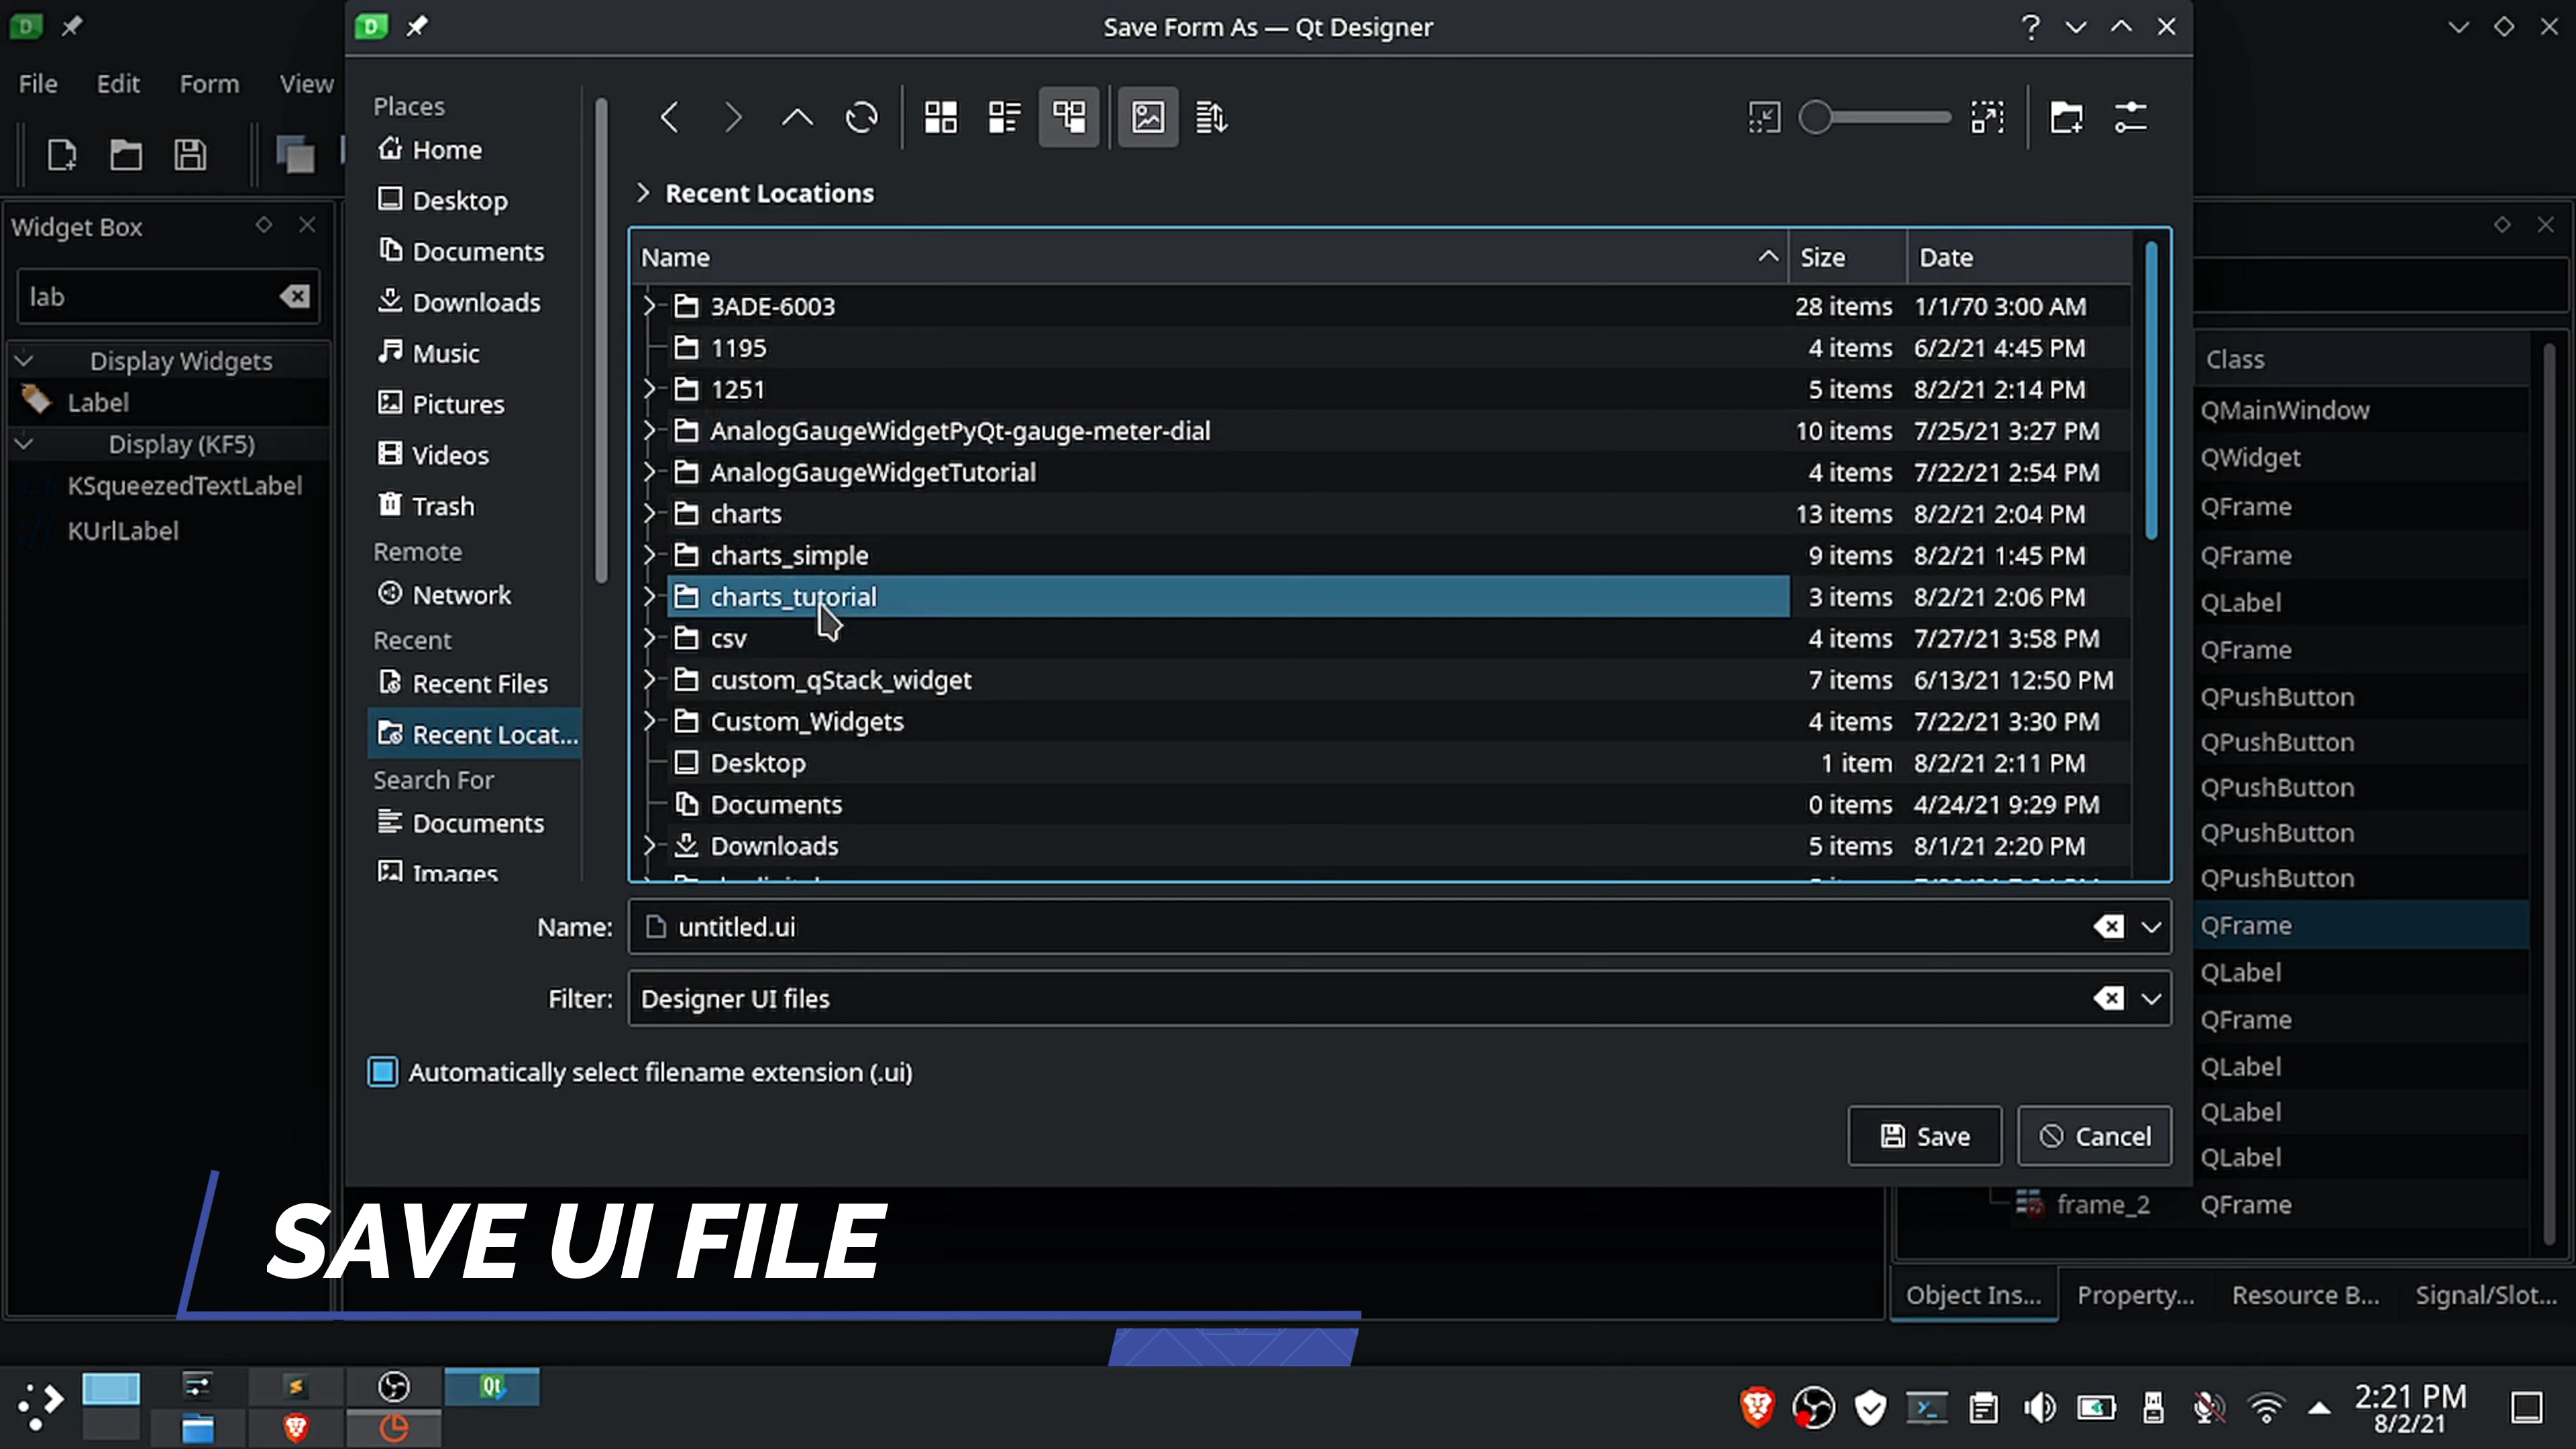 Save Form As — Qt Designer
File Edit Form View
Widget Box
lab
Display Widgets
Label
Display (KF5)
KSqueezedTextLabel
KUrlLabel
Places
Home
Desktop
Documents
Downloads
Music
Pictures
Videos
Trash
Remote
Network
Recent
Recent Files
Recent Locat...
Search For
Documents
Images
Recent Locations
Name Size Date
3ADE-6003 28 items 1/1/70 3:00 AM
1195 4 items 6/2/21 4:45 PM
1251 5 items 8/2/21 2:14 PM
AnalogGaugeWidgetPyQt-gauge-meter-dial 10 items 7/25/21 3:27 PM
AnalogGaugeWidgetTutorial 4 items 7/22/21 2:54 PM
charts 13 items 8/2/21 2:04 PM
charts_simple 9 items 8/2/21 1:45 PM
charts_tutorial 3 items 8/2/21 2:06 PM
csv 4 items 7/27/21 3:58 PM
custom_qStack_widget 7 items 6/13/21 12:50 PM
Custom_Widgets 4 items 7/22/21 3:30 PM
Desktop 1 item 8/2/21 2:11 PM
Documents 0 items 4/24/21 9:29 PM
Downloads 5 items 8/1/21 2:20 PM
Name: untitled.ui
Filter: Designer UI files
Automatically select filename extension (.ui)
Save Cancel
Class
QMainWindow
QWidget
QFrame
QFrame
QLabel
QFrame
QPushButton
QPushButton
QPushButton
QPushButton
QPushButton
QFrame
QLabel
QFrame
QLabel
QLabel
QLabel
frame_2 QFrame
Object Ins... Property... Resource B... Signal/Slot...
SAVE UI FILE
Qt
2:21 PM
8/2/21